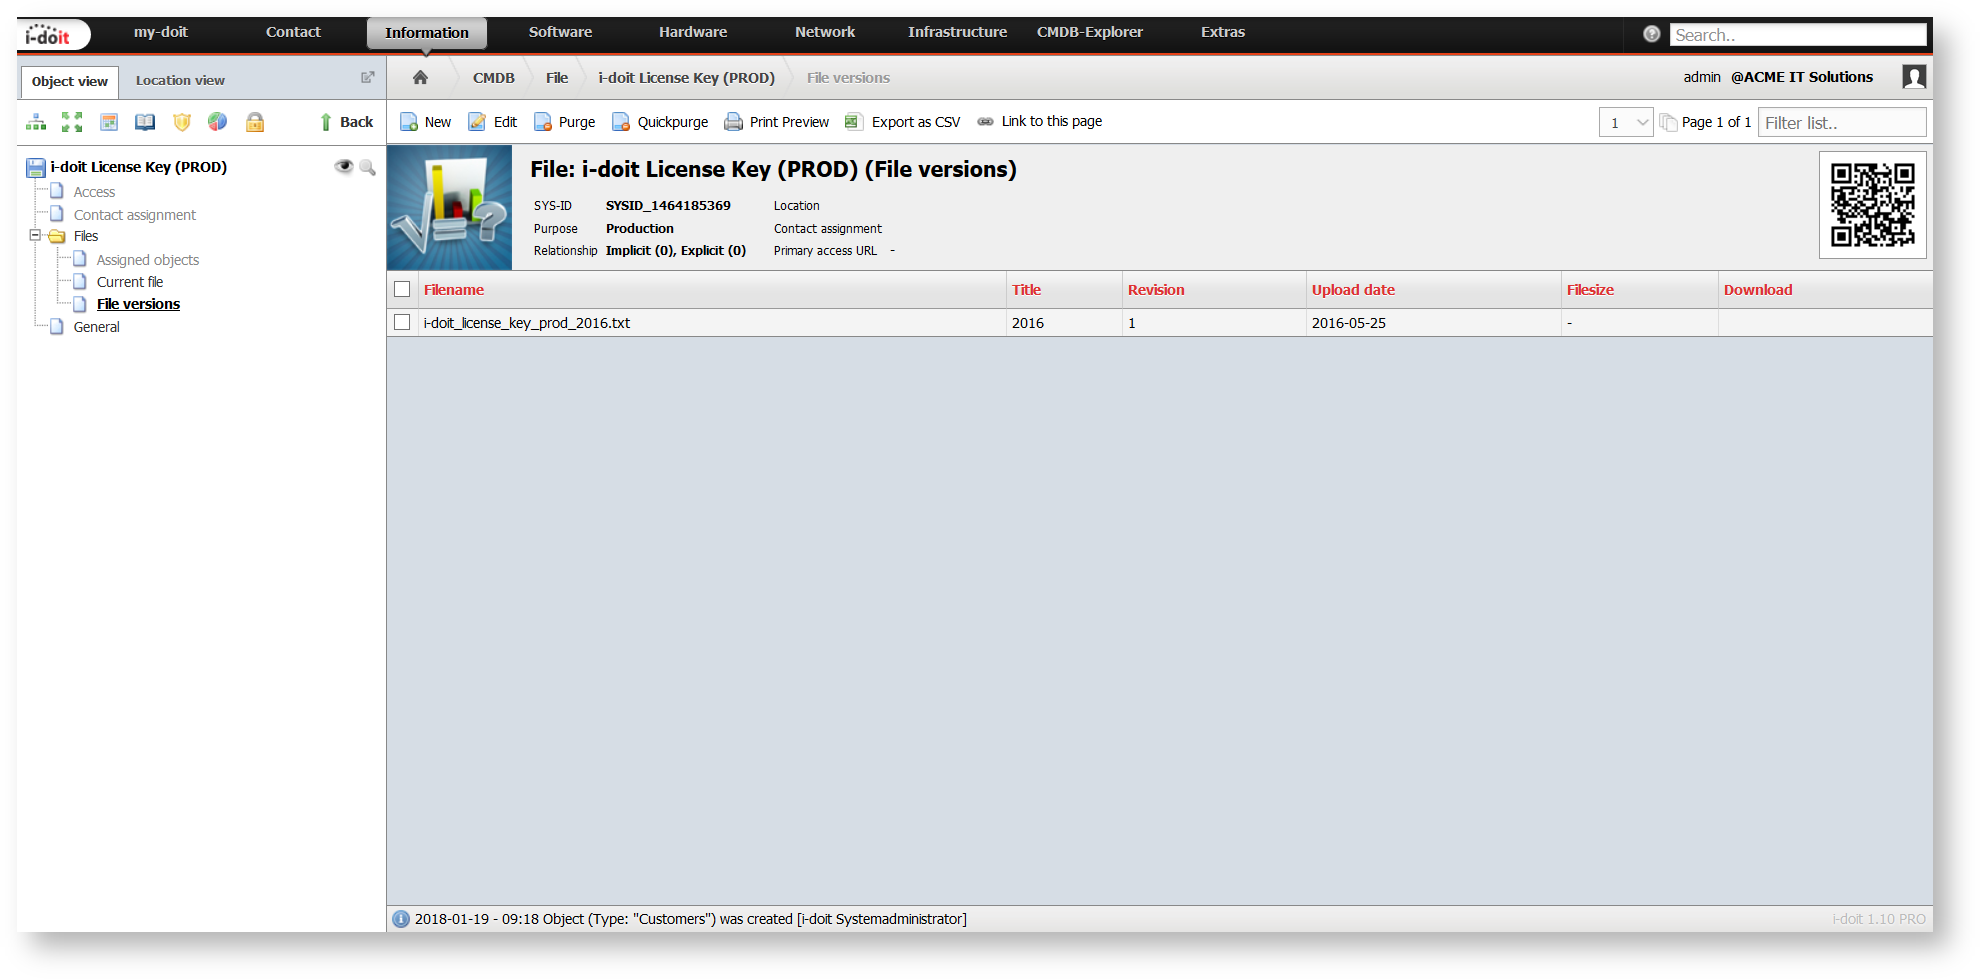 i-doit
my-doit Contact Information Software Hardware Network Infrastructure CMDB-Explorer Extras Search..
Object view Location view
CMDB File i-doit License Key (PROD) File versions admin @ACME IT Solutions
Back
New Edit Purge Quickpurge Print Preview Export as CSV Link to this page 1 Page 1 of 1 Filter list..
i-doit License Key (PROD)
Access
Contact assignment
Files
Assigned objects
Current file
File versions
General
File: i-doit License Key (PROD) (File versions)
SYS-ID SYSID_1464185369 Location
Purpose Production Contact assignment
Relationship Implicit (0), Explicit (0) Primary access URL -
Filename Title Revision Upload date Filesize Download
i-doit_license_key_prod_2016.txt 2016 1 2016-05-25 -
2018-01-19 - 09:18 Object (Type: "Customers") was created [i-doit Systemadministrator] i-doit 1.10 PRO